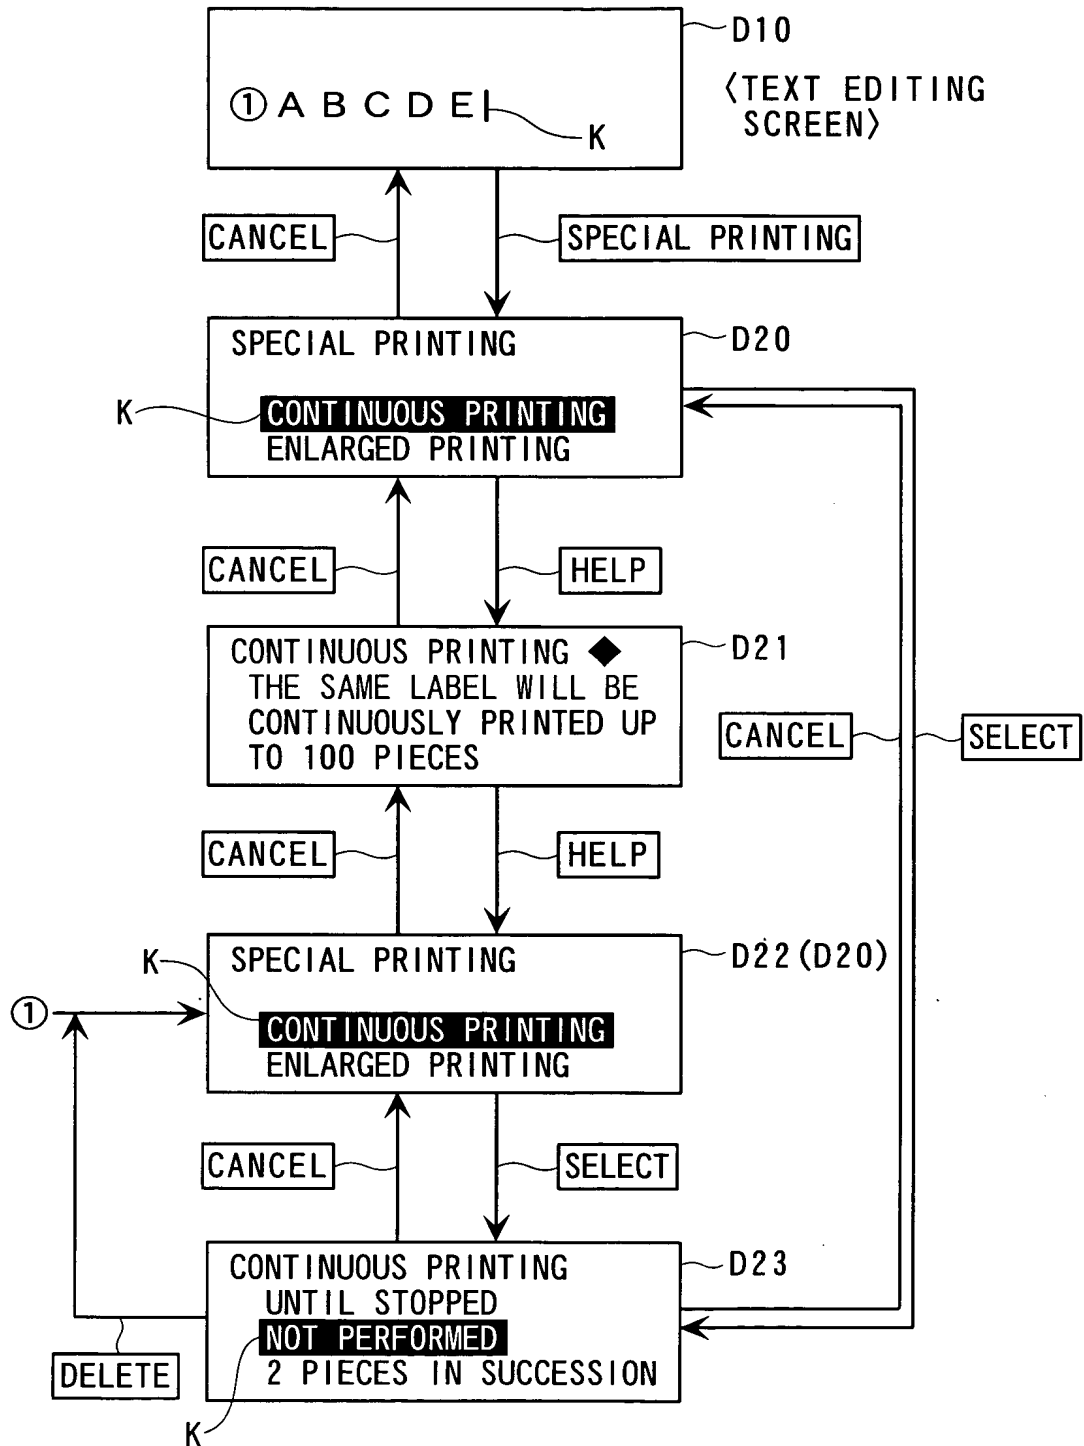 D10
<TEXT EDITING
SCREEN>
①ABCDE
K
CANCEL
SPECIAL PRINTING
SPECIAL PRINTING
D20
K
CONTINUOUS PRINTING
ENLARGED PRINTING
CANCEL
HELP
CONTINUOUS PRINTING ◆
D21
THE SAME LABEL WILL BE
CONTINUOUSLY PRINTED UP
TO 100 PIECES
CANCEL
SELECT
CANCEL
HELP
SPECIAL PRINTING
D22(D20)
K
①
CONTINUOUS PRINTING
ENLARGED PRINTING
CANCEL
SELECT
CONTINUOUS PRINTING
D23
UNTIL STOPPED
NOT PERFORMED
2 PIECES IN SUCCESSION
DELETE
K